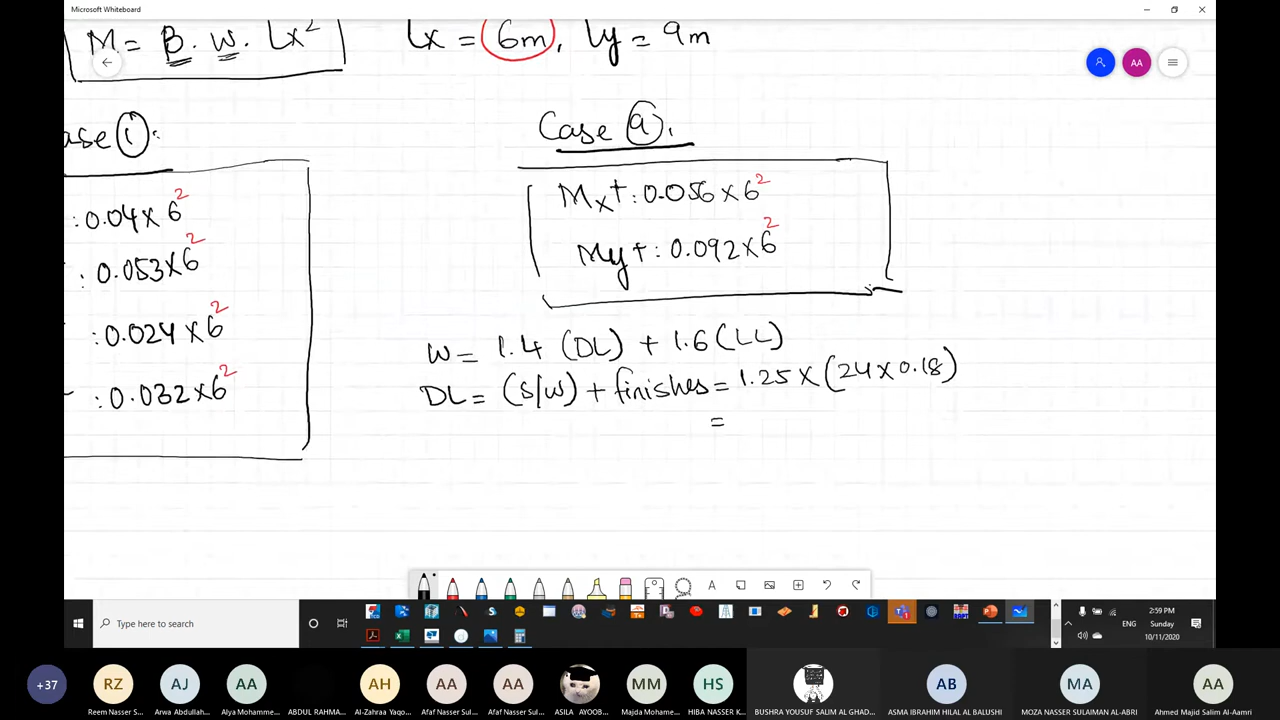 Microsoft Whiteboard
M = β. w. lx²
lx = 6m, ly = 9m
AA
ase 1:
: 0.04 x 6²
: 0.053 x 6²
: 0.024 x 6²
: 0.032 x 6²
Case 9.
Mx+ : 0.056 x 6²
My+ : 0.092 x 6²
W = 1.4 (DL) + 1.6 (LL)
DL = (S/W) + finishes = 1.25 x (24 x 0.18)
=
Type here to search
ENG
2:59 PM
Sunday
10/11/2020
+37
RZ
AJ
AA
AH
AA
AA
MM
HS
AB
MA
AA
Reem Nasser S...
Arwa Abdullah...
Alya Mohamme...
ABDUL RAHMA...
Al-Zahraa Yaqo...
Afaf Nasser Sul...
Afaf Nasser Sul...
ASILA AYOOB...
Majda Mohame...
HIBA NASSER K...
BUSHRA YOUSUF SALIM AL GHAD...
ASMA IBRAHIM HILAL AL BALUSHI
MOZA NASSER SULAIMAN AL-ABRI
Ahmed Majid Salim Al-Aamri